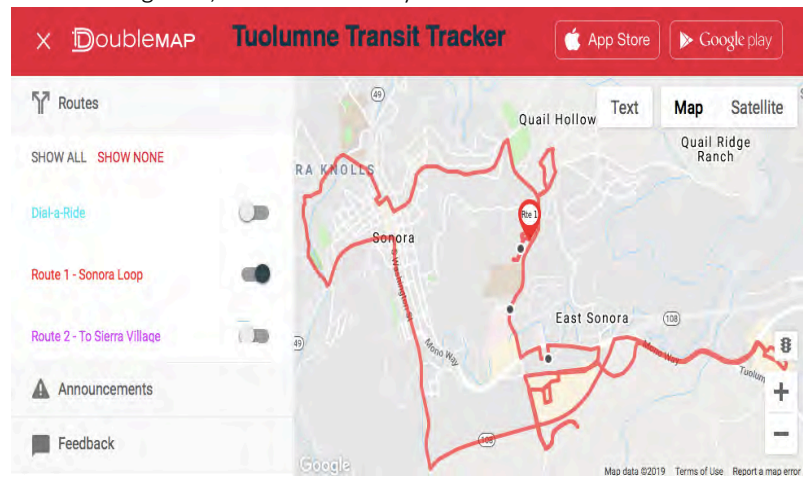 × DOUBLEMAP
Tuolumne Transit Tracker
App Store
Google play
Routes
SHOW ALL SHOW NONE
Dial-a-Ride
Route 1 - Sonora Loop
Route 2 - To Sierra Village
Announcements
Feedback
Text
Map Satellite
49
Quail Hollow
Quail Ridge
Ranch
RA KNOLLS
Rte 1
Sonora
S Washington St
East Sonora
108
49
Mono Way
Mono Way
Tuolum
108
+
−
Google
Map data ©2019 Terms of Use Report a map error